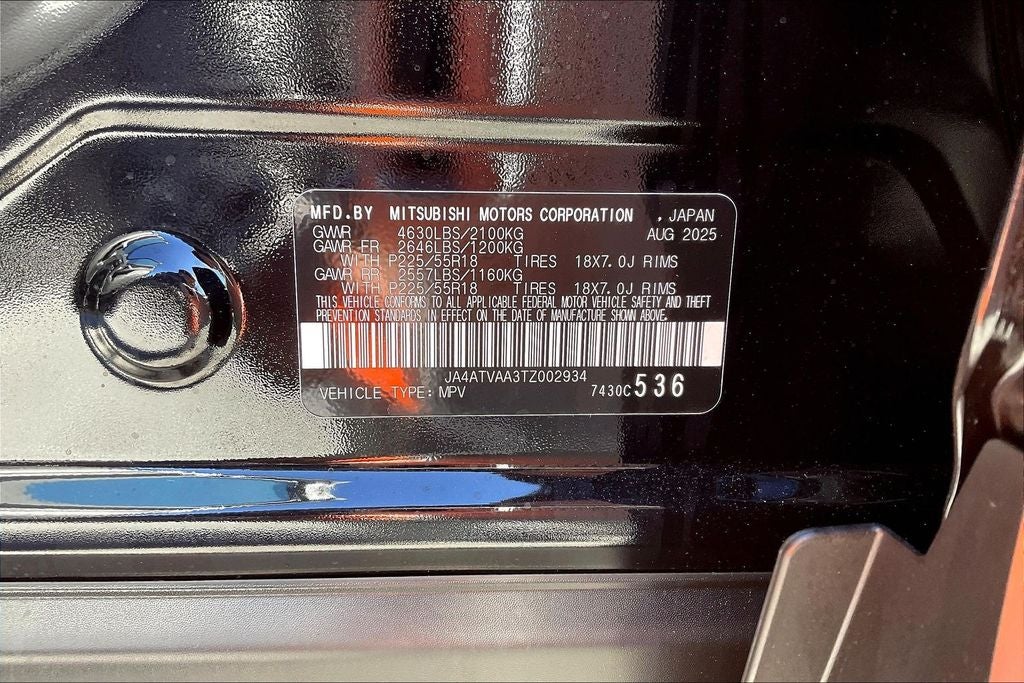 MFD.BY MITSUBISHI MOTORS CORPORATION , JAPAN
GWR 4630LBS/2100KG AUG 2025
GAWR FR 2646LBS/1200KG
WITH P225/55R18 TIRES 18X7.0J RIMS
GAWR RR 2557LBS/1160KG
WITH P225/55R18 TIRES 18X7.0J RIMS
THIS VEHICLE CONFORMS TO ALL APPLICABLE FEDERAL MOTOR VEHICLE SAFETY AND THEFT
PREVENTION STANDARDS IN EFFECT ON THE DATE OF MANUFACTURE SHOWN ABOVE.
JA4ATVAA3TZ002934
VEHICLE TYPE: MPV 7430C 536